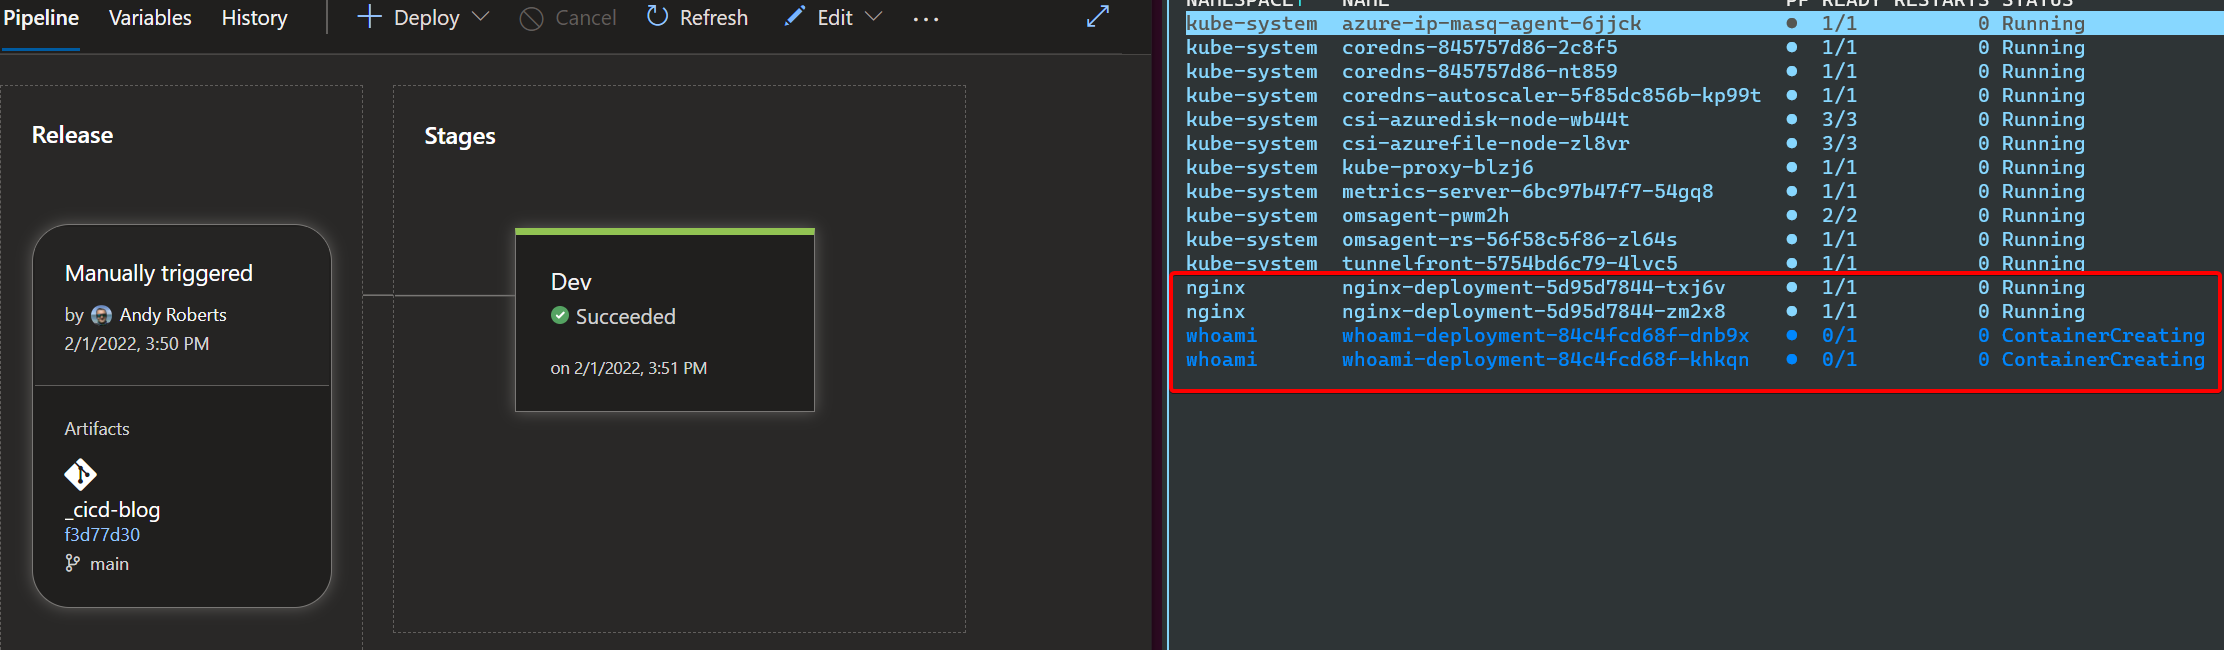 Pipeline Variables History Deploy Cancel Refresh Edit ...
Release
Stages
Manually triggered
by Andy Roberts
2/1/2022, 3:50 PM
Artifacts
_cicd-blog
f3d77d30
main
Dev
Succeeded
on 2/1/2022, 3:51 PM
NAMESPACE↑ NAME PF READY RESTARTS STATUS
kube-system azure-ip-masq-agent-6jjck ● 1/1 0 Running
kube-system coredns-845757d86-2c8f5 ● 1/1 0 Running
kube-system coredns-845757d86-nt859 ● 1/1 0 Running
kube-system coredns-autoscaler-5f85dc856b-kp99t ● 1/1 0 Running
kube-system csi-azuredisk-node-wb44t ● 3/3 0 Running
kube-system csi-azurefile-node-zl8vr ● 3/3 0 Running
kube-system kube-proxy-blzj6 ● 1/1 0 Running
kube-system metrics-server-6bc97b47f7-54gq8 ● 1/1 0 Running
kube-system omsagent-pwm2h ● 2/2 0 Running
kube-system omsagent-rs-56f58c5f86-zl64s ● 1/1 0 Running
kube-system tunnelfront-5754bd6c79-4lvc5 ● 1/1 0 Running
nginx nginx-deployment-5d95d7844-txj6v ● 1/1 0 Running
nginx nginx-deployment-5d95d7844-zm2x8 ● 1/1 0 Running
whoami whoami-deployment-84c4fcd68f-dnb9x ● 0/1 0 ContainerCreating
whoami whoami-deployment-84c4fcd68f-khkqn ● 0/1 0 ContainerCreating